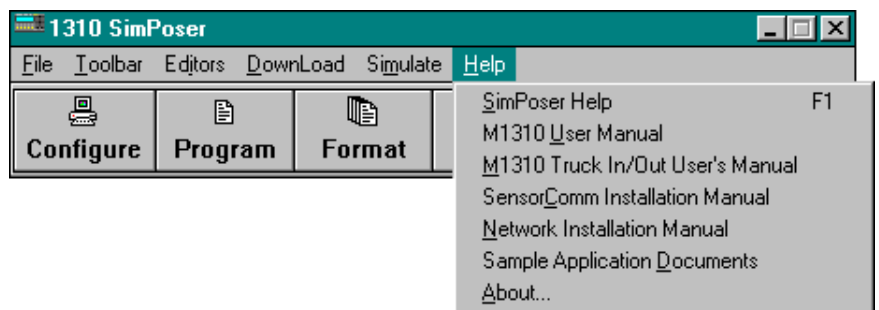 1310 SimPoser
File Toolbar Editors DownLoad Simulate Help
Configure Program Format
SimPoser Help F1
M1310 User Manual
M1310 Truck In/Out User's Manual
SensorComm Installation Manual
Network Installation Manual
Sample Application Documents
About...